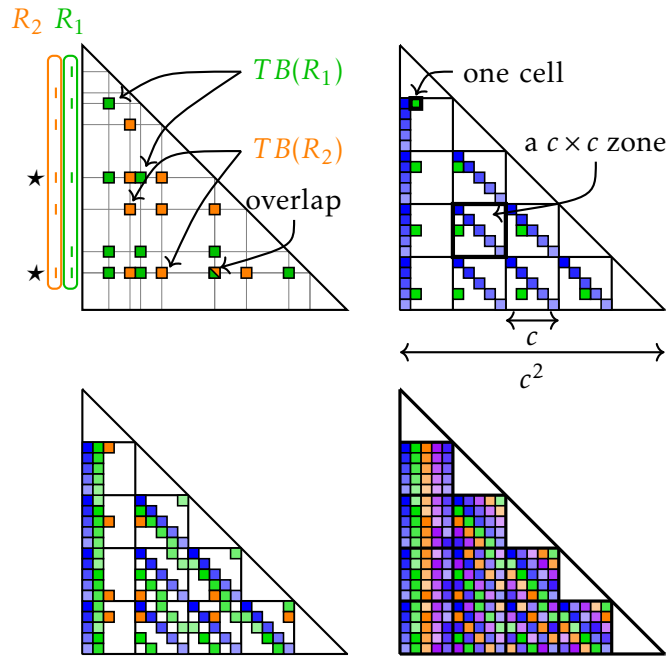 R₂ R₁
TB(R₁)
TB(R₂)
overlap
★
★
one cell
a c × c zone
c
c²